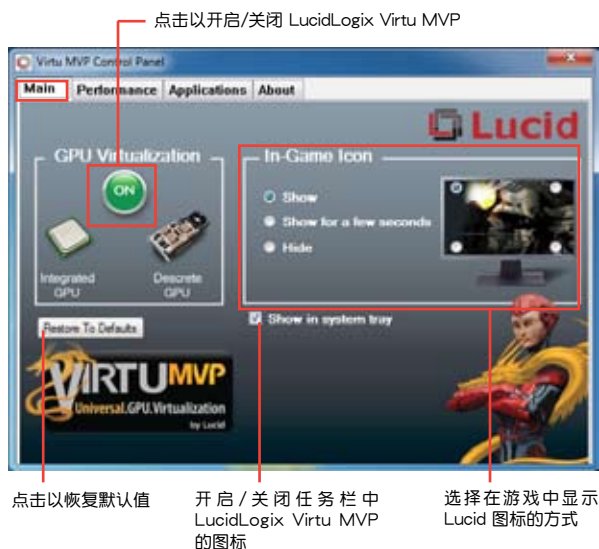 点击以开启/关闭 LucidLogix Virtu MVP
Virtu MVP Control Panel
Main Performance Applications About
Lucid
GPU Virtualization
In-Game Icon
ON
Show
Show for a few seconds
Hide
Integrated
GPU
Descrete
GPU
Restore To Defaults
Show in system tray
VIRTUMVP
Universal.GPU.Virtualization
by Lucid
点击以恢复默认值
开启/关闭任务栏中
LucidLogix Virtu MVP
的图标
选择在游戏中显示
Lucid 图标的方式